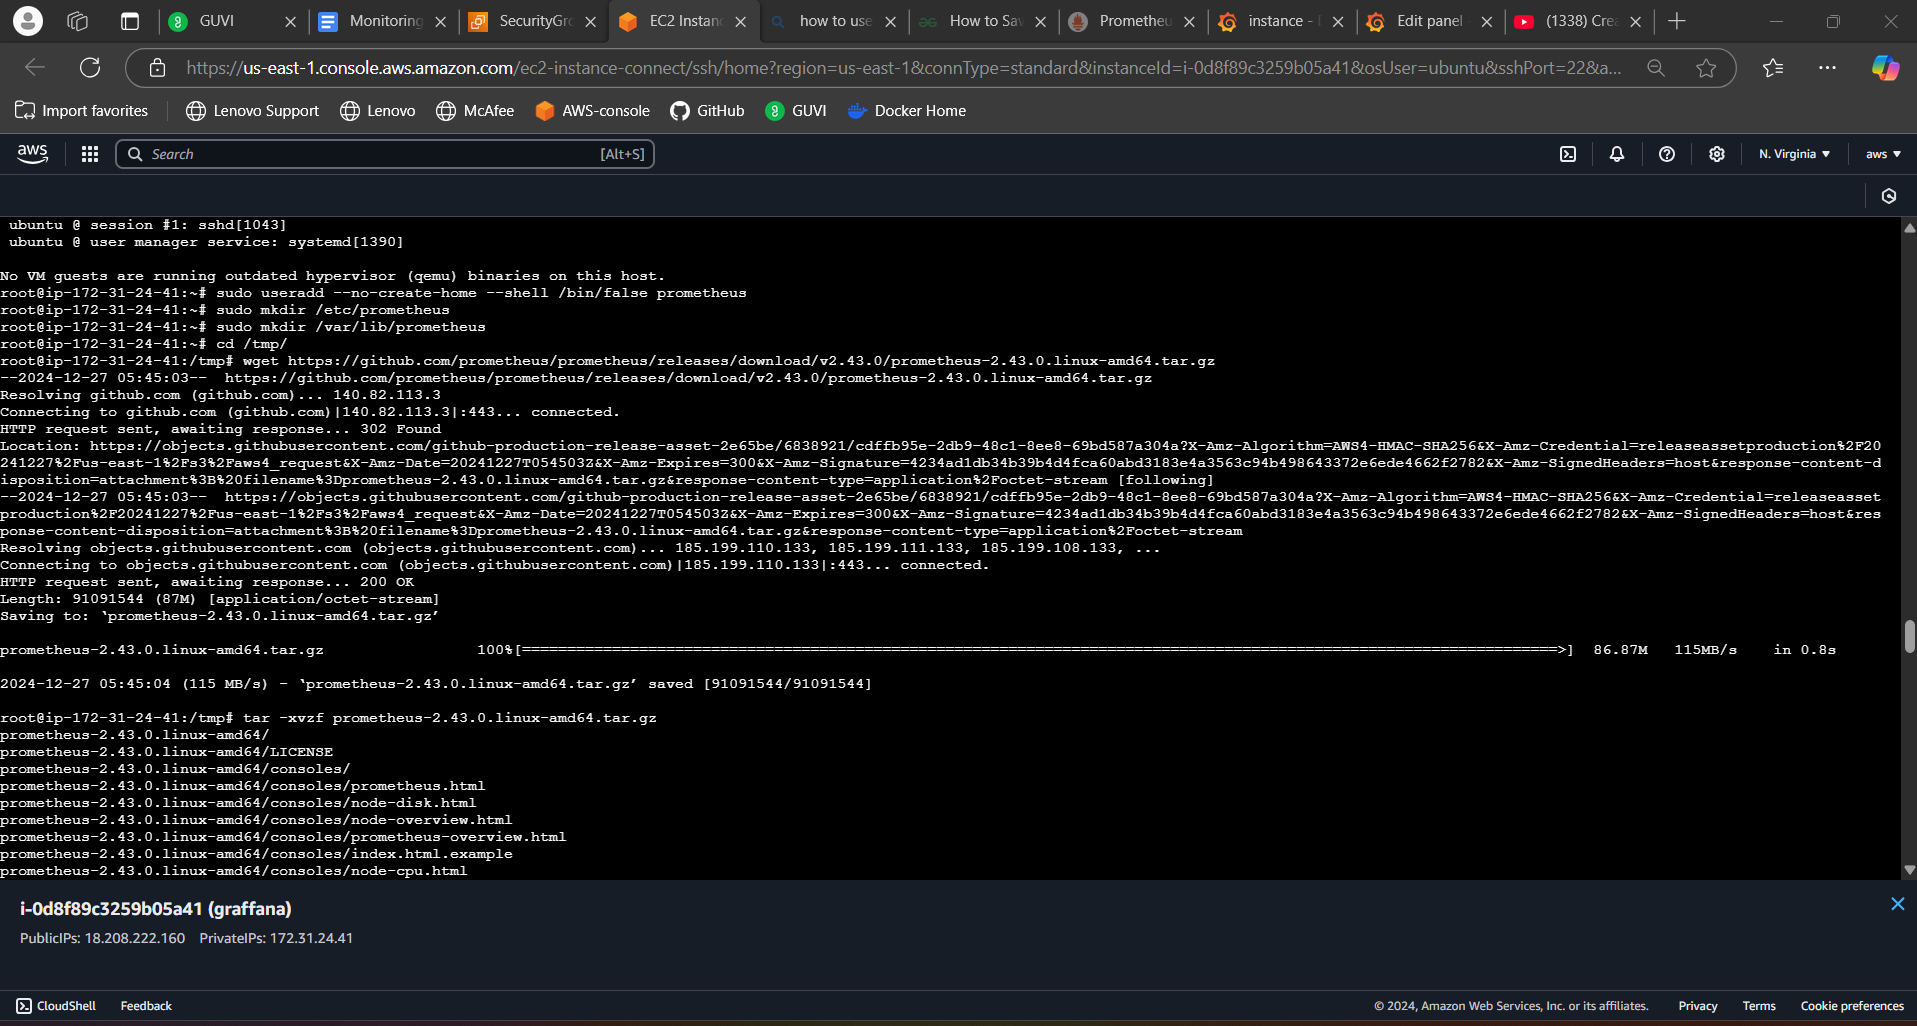 GUVI
Monitoring
SecurityGro
EC2 Instanc
how to use
How to Sav
Prometheu
instance -
Edit panel
(1338) Crea
https://us-east-1.console.aws.amazon.com/ec2-instance-connect/ssh/home?region=us-east-1&connType=standard&instanceId=i-0d8f89c3259b05a41&osUser=ubuntu&sshPort=22&a...
Import favorites
Lenovo Support
Lenovo
McAfee
AWS-console
GitHub
GUVI
Docker Home
aws
Search
[Alt+S]
N. Virginia
aws
ubuntu @ session #1: sshd[1043]
ubuntu @ user manager service: systemd[1390]
No VM guests are running outdated hypervisor (qemu) binaries on this host.
root@ip-172-31-24-41:~# sudo useradd --no-create-home --shell /bin/false prometheus
root@ip-172-31-24-41:~# sudo mkdir /etc/prometheus
root@ip-172-31-24-41:~# sudo mkdir /var/lib/prometheus
root@ip-172-31-24-41:~# cd /tmp/
root@ip-172-31-24-41:/tmp# wget https://github.com/prometheus/prometheus/releases/download/v2.43.0/prometheus-2.43.0.linux-amd64.tar.gz
--2024-12-27 05:45:03--  https://github.com/prometheus/prometheus/releases/download/v2.43.0/prometheus-2.43.0.linux-amd64.tar.gz
Resolving github.com (github.com)... 140.82.113.3
Connecting to github.com (github.com)|140.82.113.3|:443... connected.
HTTP request sent, awaiting response... 302 Found
Location: https://objects.githubusercontent.com/github-production-release-asset-2e65be/6838921/cdffb95e-2db9-48c1-8ee8-69bd587a304a?X-Amz-Algorithm=AWS4-HMAC-SHA256&X-Amz-Credential=releaseassetproduction%2F20
241227%2Fus-east-1%2Fs3%2Faws4_request&X-Amz-Date=20241227T054503Z&X-Amz-Expires=300&X-Amz-Signature=4234ad1db34b39b4d4fca60abd3183e4a3563c94b498643372e6ede4662f2782&X-Amz-SignedHeaders=host&response-content-d
isposition=attachment%3B%20filename%3Dprometheus-2.43.0.linux-amd64.tar.gz&response-content-type=application%2Foctet-stream [following]
--2024-12-27 05:45:03--  https://objects.githubusercontent.com/github-production-release-asset-2e65be/6838921/cdffb95e-2db9-48c1-8ee8-69bd587a304a?X-Amz-Algorithm=AWS4-HMAC-SHA256&X-Amz-Credential=releaseasset
production%2F20241227%2Fus-east-1%2Fs3%2Faws4_request&X-Amz-Date=20241227T054503Z&X-Amz-Expires=300&X-Amz-Signature=4234ad1db34b39b4d4fca60abd3183e4a3563c94b498643372e6ede4662f2782&X-Amz-SignedHeaders=host&res
ponse-content-disposition=attachment%3B%20filename%3Dprometheus-2.43.0.linux-amd64.tar.gz&response-content-type=application%2Foctet-stream
Resolving objects.githubusercontent.com (objects.githubusercontent.com)... 185.199.110.133, 185.199.111.133, 185.199.108.133, ...
Connecting to objects.githubusercontent.com (objects.githubusercontent.com)|185.199.110.133|:443... connected.
HTTP request sent, awaiting response... 200 OK
Length: 91091544 (87M) [application/octet-stream]
Saving to: ‘prometheus-2.43.0.linux-amd64.tar.gz’
prometheus-2.43.0.linux-amd64.tar.gz 100%[===================================================================================================================>] 86.87M 115MB/s in 0.8s
2024-12-27 05:45:04 (115 MB/s) - ‘prometheus-2.43.0.linux-amd64.tar.gz’ saved [91091544/91091544]
root@ip-172-31-24-41:/tmp# tar -xvzf prometheus-2.43.0.linux-amd64.tar.gz
prometheus-2.43.0.linux-amd64/
prometheus-2.43.0.linux-amd64/LICENSE
prometheus-2.43.0.linux-amd64/consoles/
prometheus-2.43.0.linux-amd64/consoles/prometheus.html
prometheus-2.43.0.linux-amd64/consoles/node-disk.html
prometheus-2.43.0.linux-amd64/consoles/node-overview.html
prometheus-2.43.0.linux-amd64/consoles/prometheus-overview.html
prometheus-2.43.0.linux-amd64/consoles/index.html.example
prometheus-2.43.0.linux-amd64/consoles/node-cpu.html
i-0d8f89c3259b05a41 (graffana)
PublicIPs: 18.208.222.160 PrivateIPs: 172.31.24.41
CloudShell
Feedback
© 2024, Amazon Web Services, Inc. or its affiliates.
Privacy
Terms
Cookie preferences